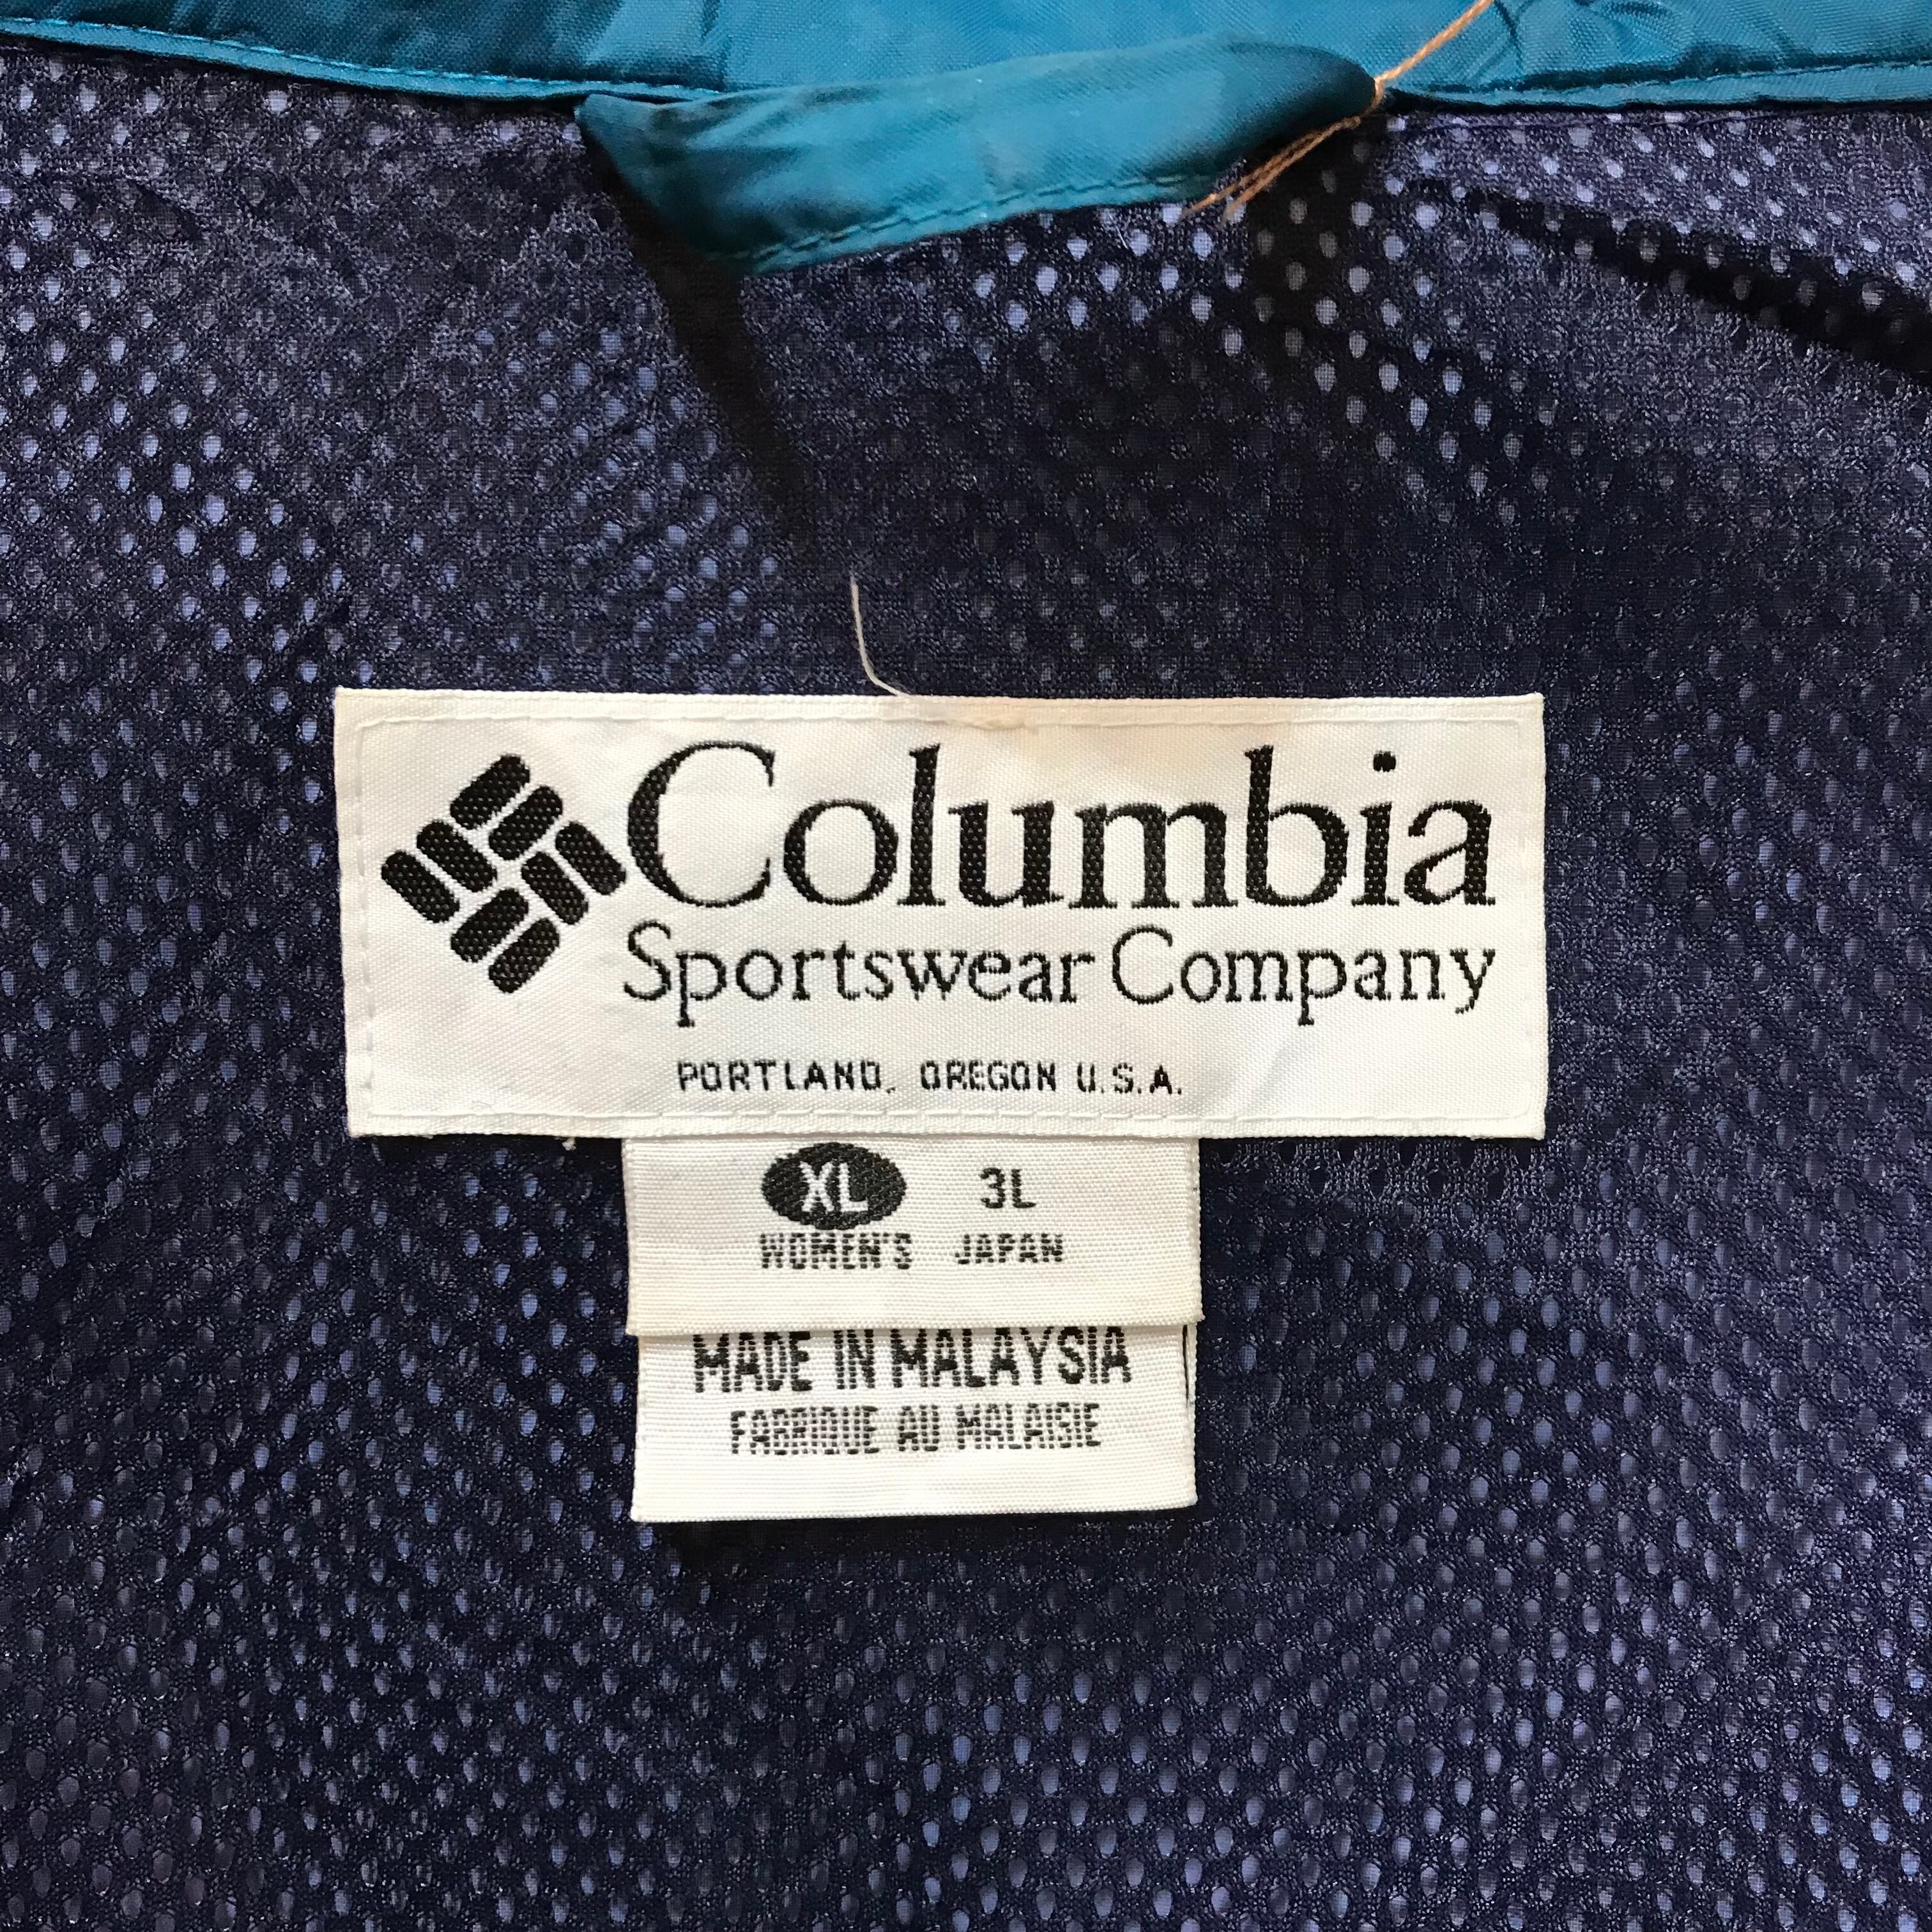 Columbia
Sportswear Company
PORTLAND, OREGON U.S.A.
XL 3L
WOMEN'S JAPAN
MADE IN MALAYSIA
FABRIQUE AU MALAISIE